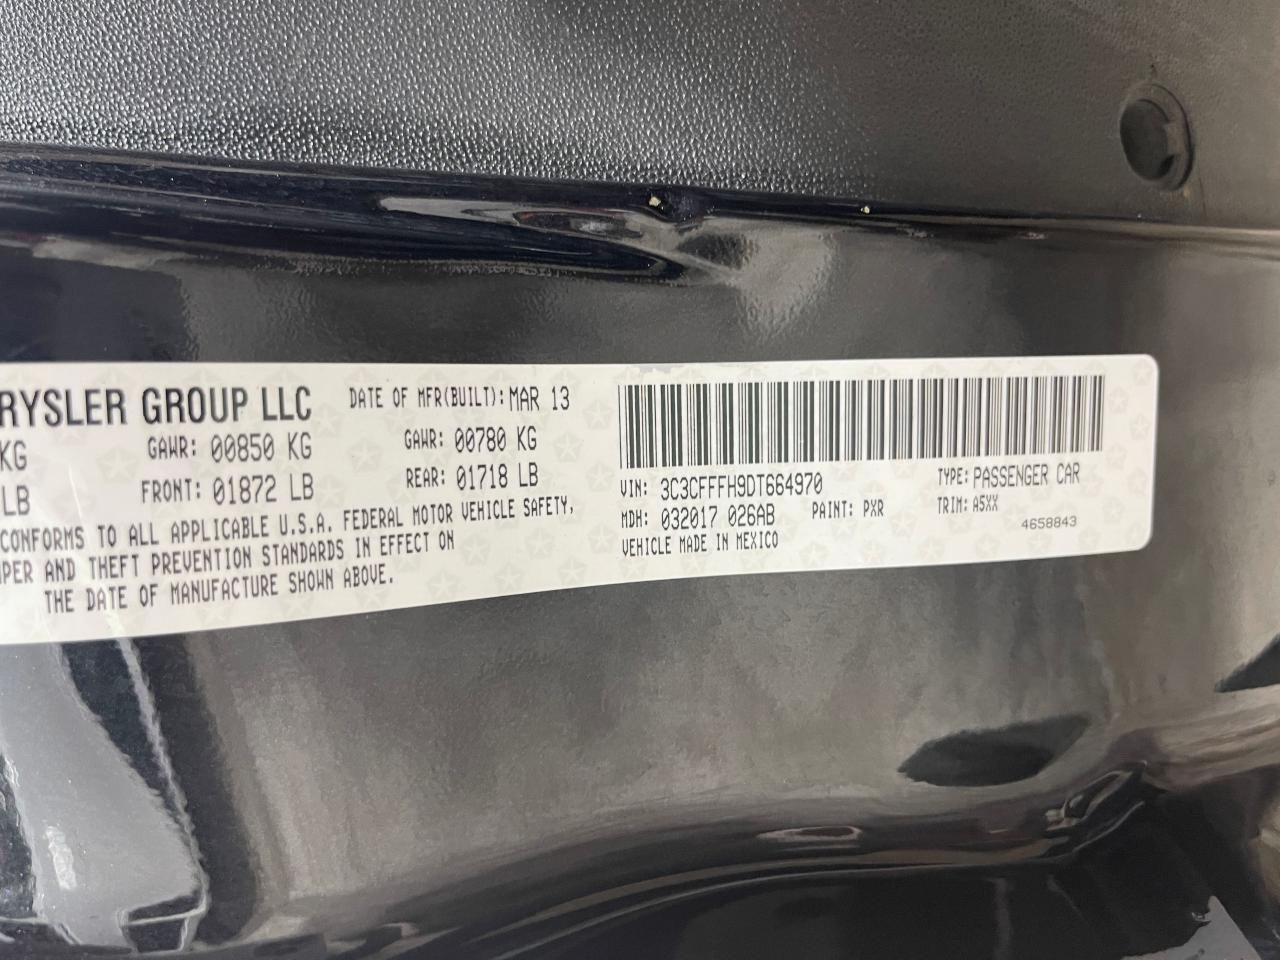 RYSLER GROUP LLC DATE OF MFR(BUILT): MAR 13
KG GAWR: 00850 KG GAWR: 00780 KG
LB FRONT: 01872 LB REAR: 01718 LB
CONFORMS TO ALL APPLICABLE U.S.A. FEDERAL MOTOR VEHICLE SAFETY,
PER AND THEFT PREVENTION STANDARDS IN EFFECT ON
THE DATE OF MANUFACTURE SHOWN ABOVE.
VIN: 3C3CFFFH9DT664970 TYPE: PASSENGER CAR
MDH: 032017 026AB PAINT: PXR TRIM: A5XX
VEHICLE MADE IN MEXICO 4658843